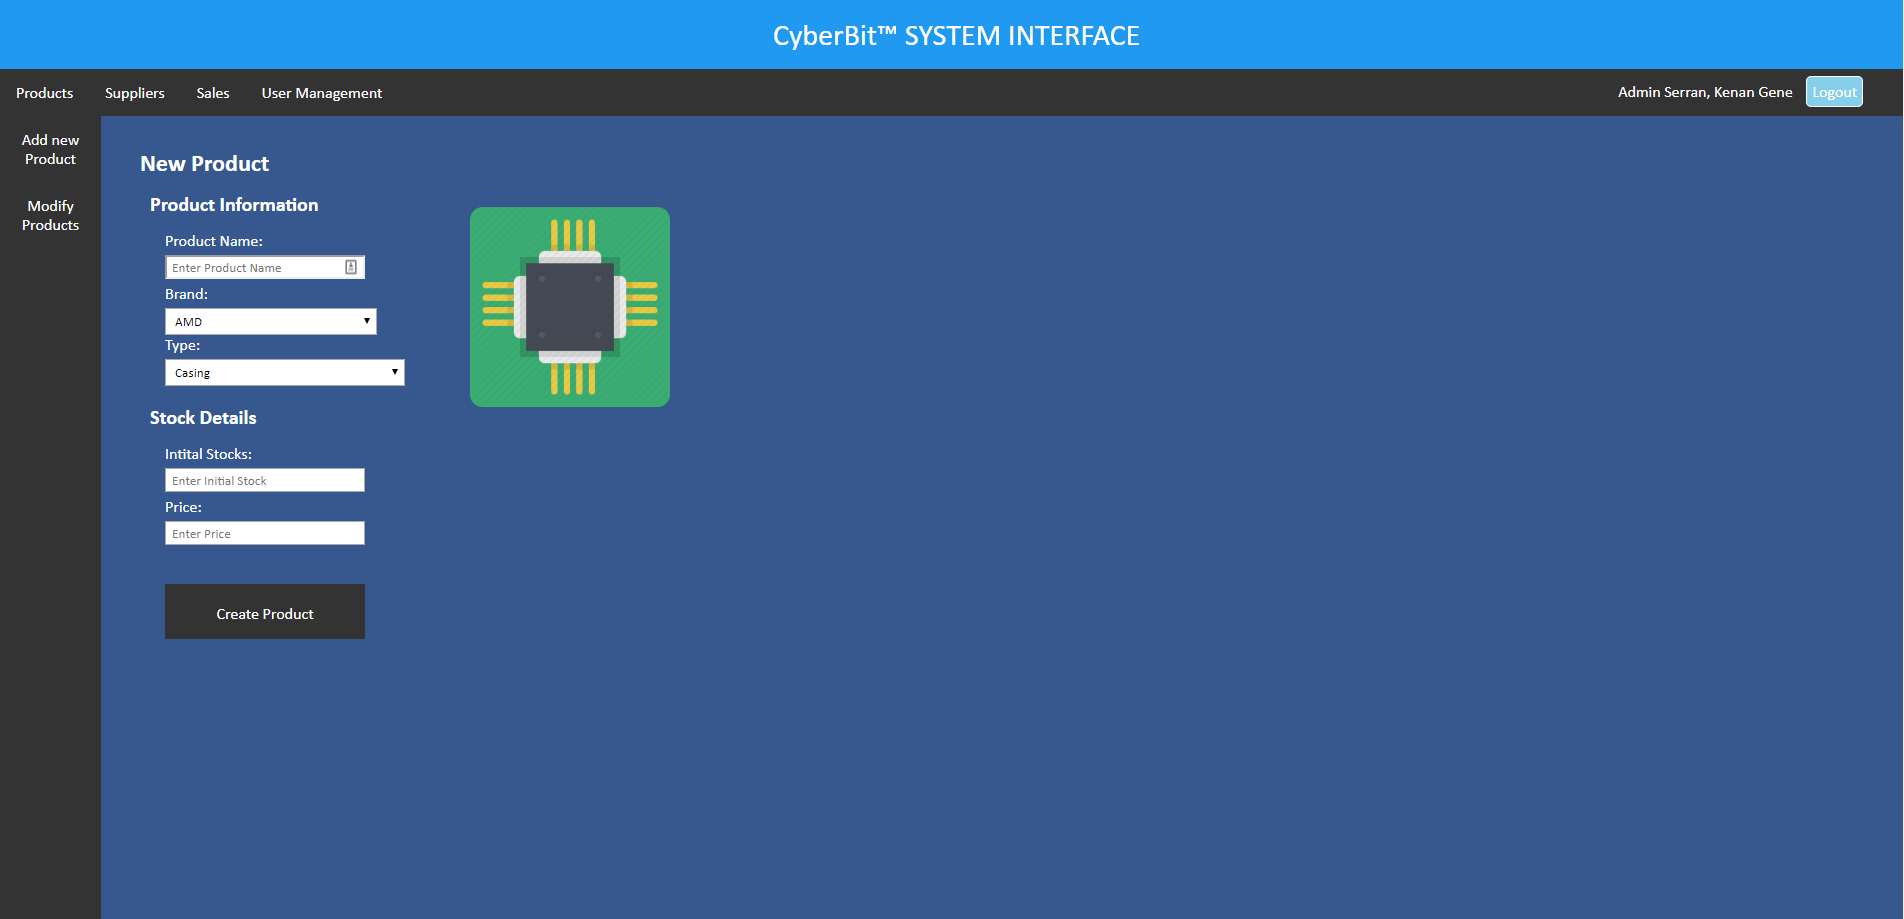 CyberBit™ SYSTEM INTERFACE
Products Suppliers Sales User Management Admin Serran, Kenan Gene Logout
Add new
Product
Modify
Products
New Product
Product Information
Product Name:
Enter Product Name
Brand:
AMD
Type:
Casing
Stock Details
Intital Stocks:
Enter Initial Stock
Price:
Enter Price
Create Product